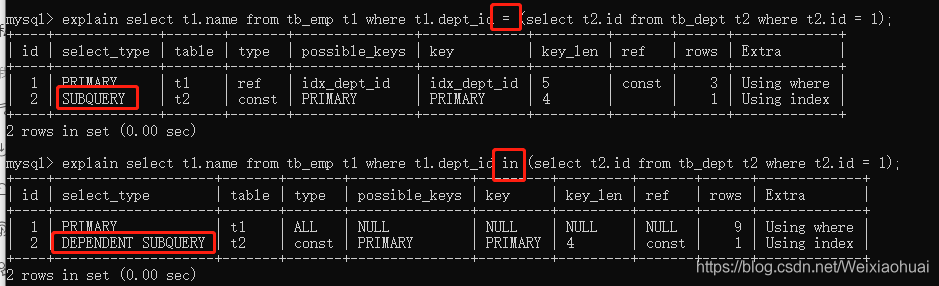 mysql> explain select t1.name from tb_emp t1 where t1.dept_id = (select t2.id from tb_dept t2 where t2.id = 1);
+----+-------------+-------+-------+---------------+-------------+---------+-------+------+-------------+
| id | select_type | table | type | possible_keys | key | key_len | ref | rows | Extra |
+----+-------------+-------+-------+---------------+-------------+---------+-------+------+-------------+
| 1 | PRIMARY | t1 | ref | idx_dept_id | idx_dept_id | 5 | const | 3 | Using where |
| 2 | SUBQUERY | t2 | const | PRIMARY | PRIMARY | 4 | | 1 | Using index |
+----+-------------+-------+-------+---------------+-------------+---------+-------+------+-------------+
2 rows in set (0.00 sec)
mysql> explain select t1.name from tb_emp t1 where t1.dept_id in (select t2.id from tb_dept t2 where t2.id = 1);
+----+--------------------+-------+-------+---------------+---------+---------+-------+------+-------------+
| id | select_type | table | type | possible_keys | key | key_len | ref | rows | Extra |
+----+--------------------+-------+-------+---------------+---------+---------+-------+------+-------------+
| 1 | PRIMARY | t1 | ALL | NULL | NULL | NULL | NULL | 9 | Using where |
| 2 | DEPENDENT SUBQUERY | t2 | const | PRIMARY | PRIMARY | 4 | const | 1 | Using index |
+----+--------------------+-------+-------+---------------+---------+---------+-------+------+-------------+
2 rows in set (0.00 sec)
https://blog.csdn.net/Weixiaohuai